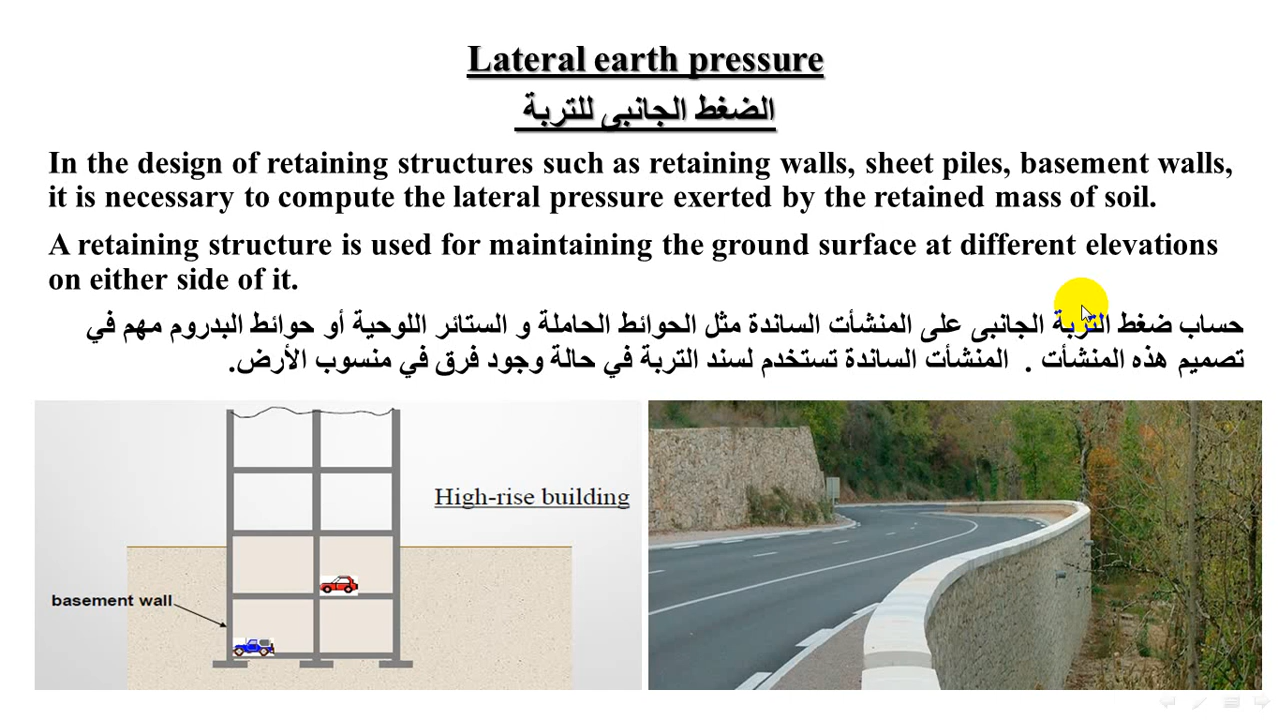 Lateral earth pressure
الضغط الجانبى للتربة
In the design of retaining structures such as retaining walls, sheet piles, basement walls,
it is necessary to compute the lateral pressure exerted by the retained mass of soil.
A retaining structure is used for maintaining the ground surface at different elevations
on either side of it.
حساب ضغط التربة الجانبى على المنشأت الساندة مثل الحوائط الحاملة و الستائر اللوحية أو حوائط البدروم مهم في
تصميم هذه المنشأت . المنشأت الساندة تستخدم لسند التربة في حالة وجود فرق في منسوب الأرض.
High-rise building
basement wall